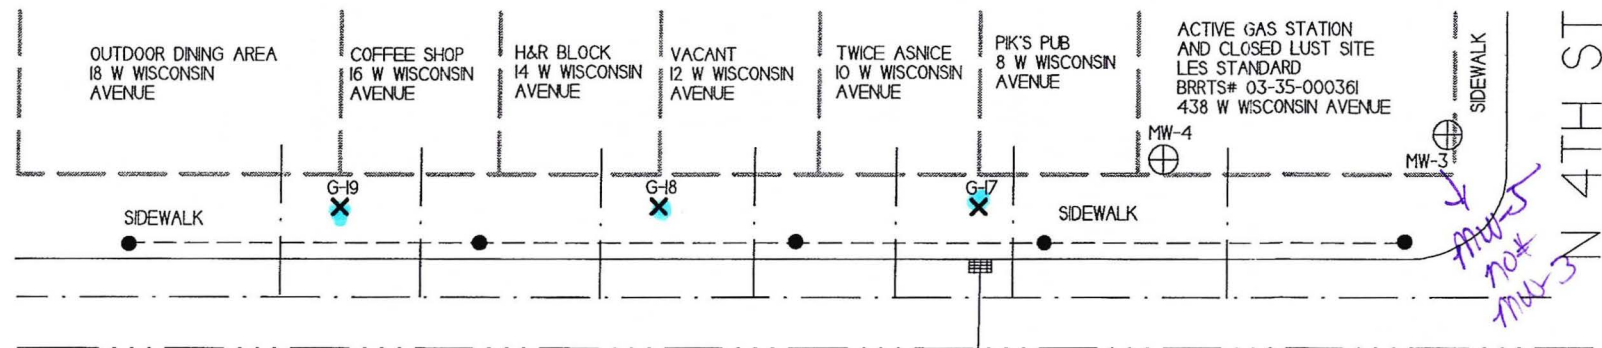 OUTDOOR DINING AREA
18 W WISCONSIN
AVENUE
COFFEE SHOP
16 W WISCONSIN
AVENUE
H&R BLOCK
14 W WISCONSIN
AVENUE
VACANT
12 W WISCONSIN
AVENUE
TWICE ASNICE
10 W WISCONSIN
AVENUE
PIK'S PUB
8 W WISCONSIN
AVENUE
ACTIVE GAS STATION
AND CLOSED LUST SITE
LES STANDARD
BRRTS# 03-35-000361
438 W WISCONSIN AVENUE
SIDEWALK
N 4TH ST
MW-4
MW-3
G-19
G-18
G-17
SIDEWALK
SIDEWALK
MW-5
not
MW-3